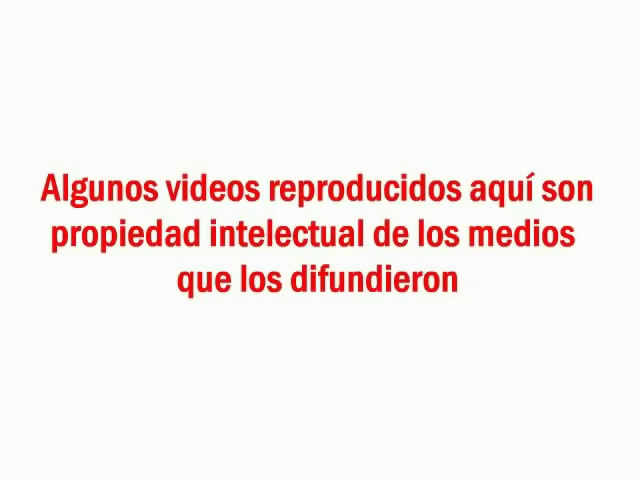 Algunos videos reproducidos aquí son
propiedad intelectual de los medios
que los difundieron